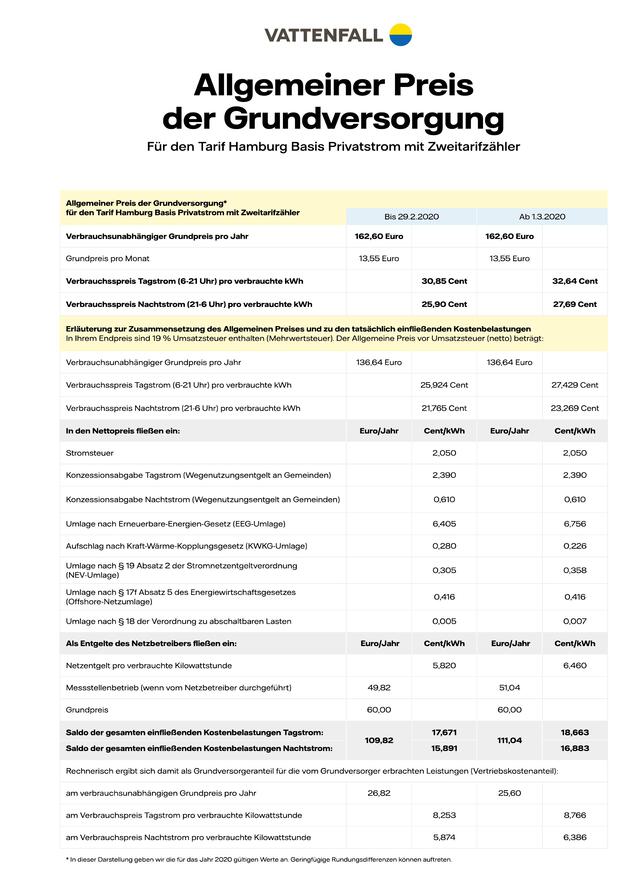 VATTENFALL
Allgemeiner Preis
der Grundversorgung
Für den Tarif Hamburg Basis Privatstrom mit Zweitarifzähler
Allgemeiner Preis der Grundversorgung*
für den Tarif Hamburg Basis Privatstrom mit Zweitarifzähler
Bis 29.2.2020 Ab 1.3.2020
Verbrauchsunabhängiger Grundpreis pro Jahr 162,60 Euro 162,60 Euro
Grundpreis pro Monat 13,55 Euro 13,55 Euro
Verbrauchsspreis Tagstrom (6-21 Uhr) pro verbrauchte kWh 30,85 Cent 32,64 Cent
Verbrauchsspreis Nachtstrom (21-6 Uhr) pro verbrauchte kWh 25,90 Cent 27,69 Cent
Erläuterung zur Zusammensetzung des Allgemeinen Preises und zu den tatsächlich einfließenden Kostenbelastungen
In Ihrem Endpreis sind 19 % Umsatzsteuer enthalten (Mehrwertsteuer). Der Allgemeine Preis vor Umsatzsteuer (netto) beträgt:
Verbrauchsunabhängiger Grundpreis pro Jahr 136,64 Euro 136,64 Euro
Verbrauchsspreis Tagstrom (6-21 Uhr) pro verbrauchte kWh 25,924 Cent 27,429 Cent
Verbrauchsspreis Nachtstrom (21-6 Uhr) pro verbrauchte kWh 21,765 Cent 23,269 Cent
In den Nettopreis fließen ein: Euro/Jahr Cent/kWh Euro/Jahr Cent/kWh
Stromsteuer 2,050 2,050
Konzessionsabgabe Tagstrom (Wegenutzungsentgelt an Gemeinden) 2,390 2,390
Konzessionsabgabe Nachtstrom (Wegenutzungsentgelt an Gemeinden) 0,610 0,610
Umlage nach Erneuerbare-Energien-Gesetz (EEG-Umlage) 6,405 6,756
Aufschlag nach Kraft-Wärme-Kopplungsgesetz (KWKG-Umlage) 0,280 0,226
Umlage nach § 19 Absatz 2 der Stromnetzentgeltverordnung
(NEV-Umlage) 0,305 0,358
Umlage nach § 17f Absatz 5 des Energiewirtschaftsgesetzes
(Offshore-Netzumlage) 0,416 0,416
Umlage nach § 18 der Verordnung zu abschaltbaren Lasten 0,005 0,007
Als Entgelte des Netzbetreibers fließen ein: Euro/Jahr Cent/kWh Euro/Jahr Cent/kWh
Netzentgelt pro verbrauchte Kilowattstunde 5,820 6,460
Messstellenbetrieb (wenn vom Netzbetreiber durchgeführt) 49,82 51,04
Grundpreis 60,00 60,00
Saldo der gesamten einfließenden Kostenbelastungen Tagstrom: 17,671 18,663
109,82 111,04
Saldo der gesamten einfließenden Kostenbelastungen Nachtstrom: 15,891 16,883
Rechnerisch ergibt sich damit als Grundversorgeranteil für die vom Grundversorger erbrachten Leistungen (Vertriebskostenanteil):
am verbrauchsunabhängigen Grundpreis pro Jahr 26,82 25,60
am Verbrauchspreis Tagstrom pro verbrauchte Kilowattstunde 8,253 8,766
am Verbrauchspreis Nachtstrom pro verbrauchte Kilowattstunde 5,874 6,386
* In dieser Darstellung geben wir die für das Jahr 2020 gültigen Werte an. Geringfügige Rundungsdifferenzen können auftreten.